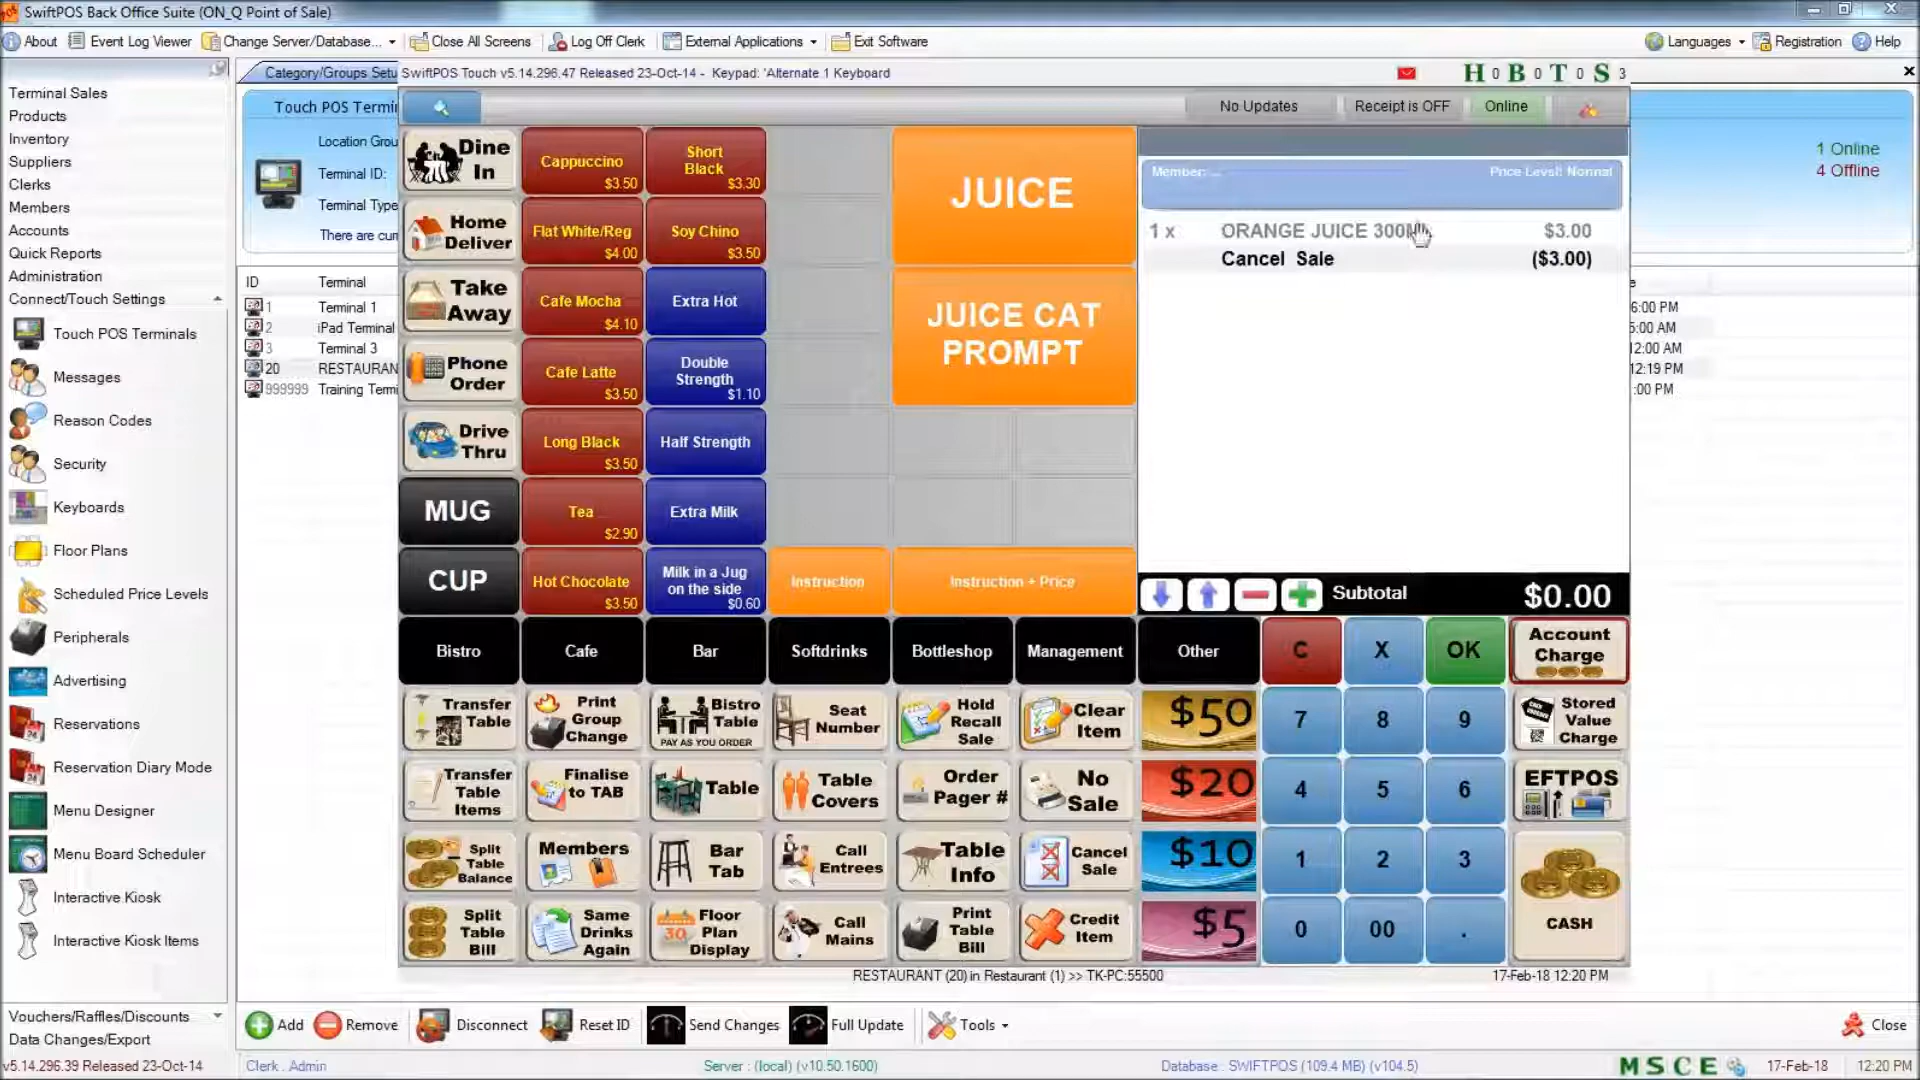 SwiftPOS Back Office Suite (ON_Q Point of Sale)
About
Event Log Viewer
Change Server/Database...
Close All Screens
Log Off Clerk
External Applications
Exit Software
Languages
Registration
Help
Terminal Sales
Products
Inventory
Suppliers
Clerks
Members
Accounts
Quick Reports
Administration
Connect/Touch Settings
Touch POS Terminals
Messages
Reason Codes
Security
Keyboards
Floor Plans
Scheduled Price Levels
Peripherals
Advertising
Reservations
Reservation Diary Mode
Menu Designer
Menu Board Scheduler
Interactive Kiosk
Interactive Kiosk Items
Vouchers/Raffles/Discounts
Data Changes/Export
Category/Groups Setu
Touch POS Termi
Location Grou
Terminal ID:
Terminal Type
There are cur
1 Online
4 Offline
ID Terminal
1 Terminal 1
2 iPad Terminal
3 Terminal 3
20 RESTAURAN
999999 Training Termi
6:00 PM
5:00 AM
12:00 AM
12:19 PM
:00 PM
SwiftPOS Touch v5.14.296.47 Released 23-Oct-14 - Keypad: 'Alternate 1 Keyboard
H 0 B 0 T 0 S 3
No Updates
Receipt is OFF
Online
Dine In
Cappuccino $3.50
Short Black $3.30
JUICE
Home Deliver
Flat White/Reg $4.00
Soy Chino $3.50
Take Away
Cafe Mocha $4.10
Extra Hot
JUICE CAT PROMPT
Phone Order
Cafe Latte $3.50
Double Strength $1.10
Drive Thru
Long Black $3.50
Half Strength
MUG
Tea $2.90
Extra Milk
CUP
Hot Chocolate $3.50
Milk in a Jug on the side $0.60
Instruction
Instruction + Price
Member: ...
Price Level: Normal
1 x ORANGE JUICE 300M $3.00
Cancel Sale ($3.00)
Subtotal $0.00
Bistro
Cafe
Bar
Softdrinks
Bottleshop
Management
Other
C
X
OK
Account Charge
Transfer Table
Print Group Change
Bistro Table PAY AS YOU ORDER
Seat Number
Hold Recall Sale
Clear Item
$50
7
8
9
Stored Value Charge
Transfer Table Items
Finalise to TAB
Table
Table Covers
Order Pager #
No Sale
$20
4
5
6
EFTPOS
Split Table Balance
Members
Bar Tab
Call Entrees
Table Info
Cancel Sale
$10
1
2
3
CASH
Split Table Bill
Same Drinks Again
30
Floor Plan Display
Call Mains
Print Table Bill
Credit Item
$5
0
00
.
RESTAURANT (20) in Restaurant (1) >> TK-PC:55500
17-Feb-18 12:20 PM
Add
Remove
Disconnect
Reset ID
Send Changes
Full Update
Tools
Close
v5.14.296.39 Released 23-Oct-14
Clerk . Admin
Server : (local) (v10.50.1600)
Database : SWIFTPOS (109.4 MB) (v104.5)
M S C E
17-Feb-18
12:20 PM